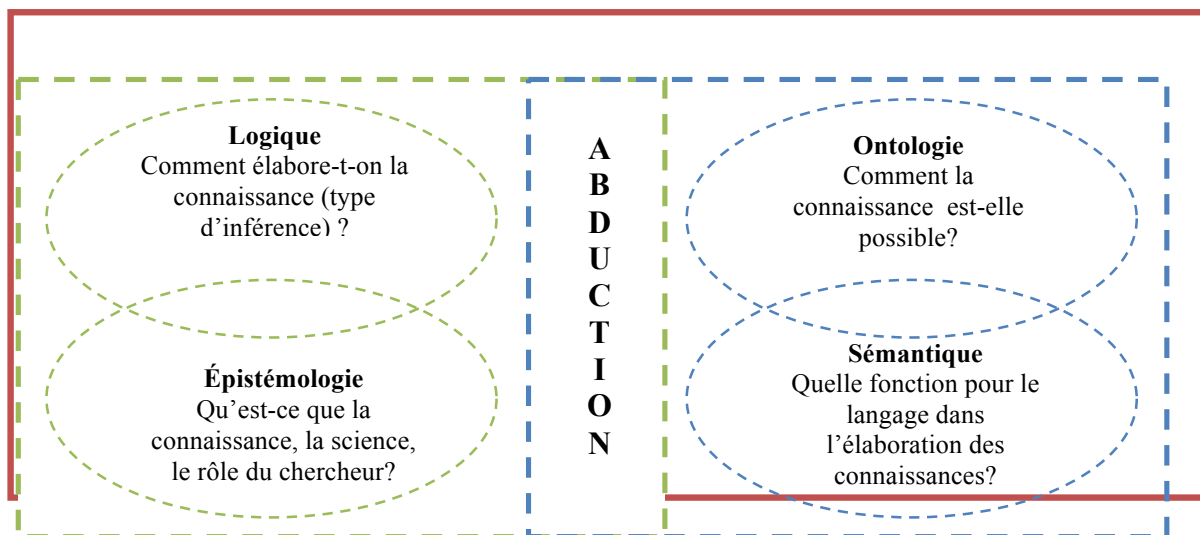 Logique
Comment élabore-t-on la
connaissance (type
d’inférence) ?
Épistémologie
Qu’est-ce que la
connaissance, la science,
le rôle du chercheur?
A
B
D
U
C
T
I
O
N
Ontologie
Comment la
connaissance est-elle
possible?
Sémantique
Quelle fonction pour le
langage dans
l’élaboration des
connaissances?